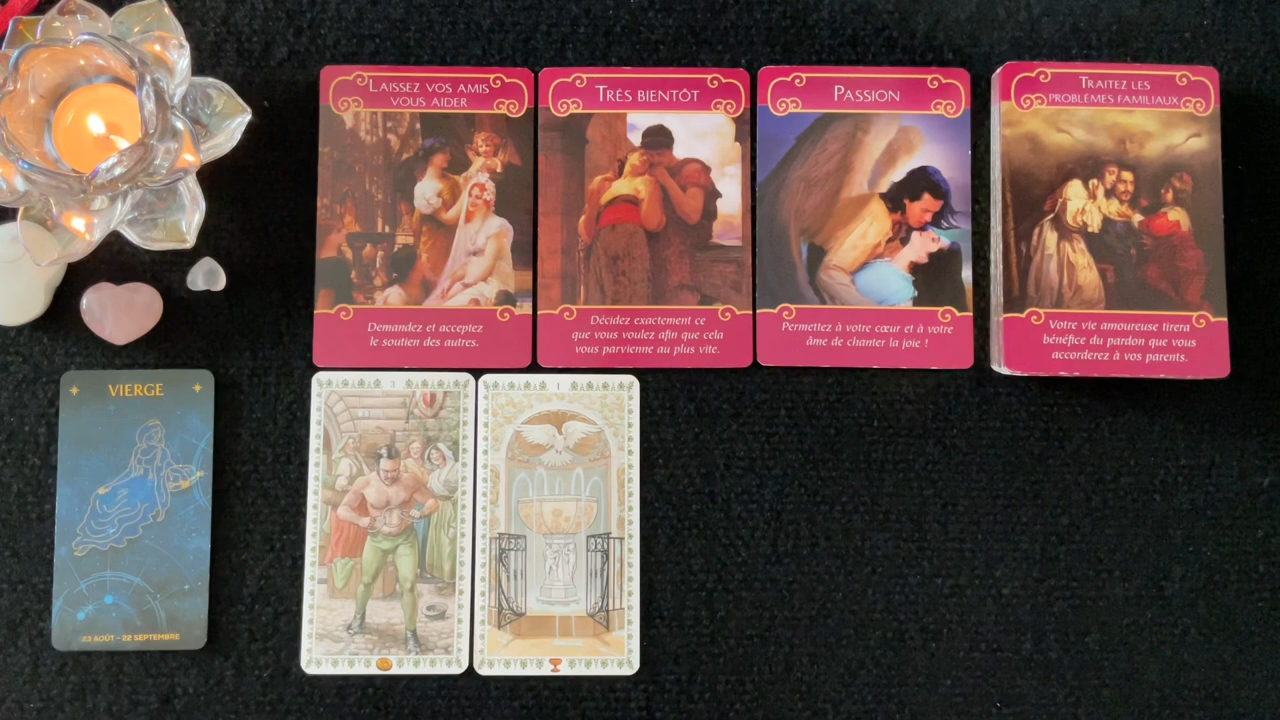 LAISSEZ VOS AMIS
VOUS AIDER
Demandez et acceptez
le soutien des autres.
TRÈS BIENTÔT
Décidez exactement ce
que vous voulez afin que cela
vous parvienne au plus vite.
PASSION
Permettez à votre cœur et à votre
âme de chanter la joie !
TRAITEZ LES
PROBLÈMES FAMILIAUX
Votre vie amoureuse tirera
bénéfice du pardon que vous
accorderez à vos parents.
VIERGE
23 AOÛT – 22 SEPTEMBRE
3
1